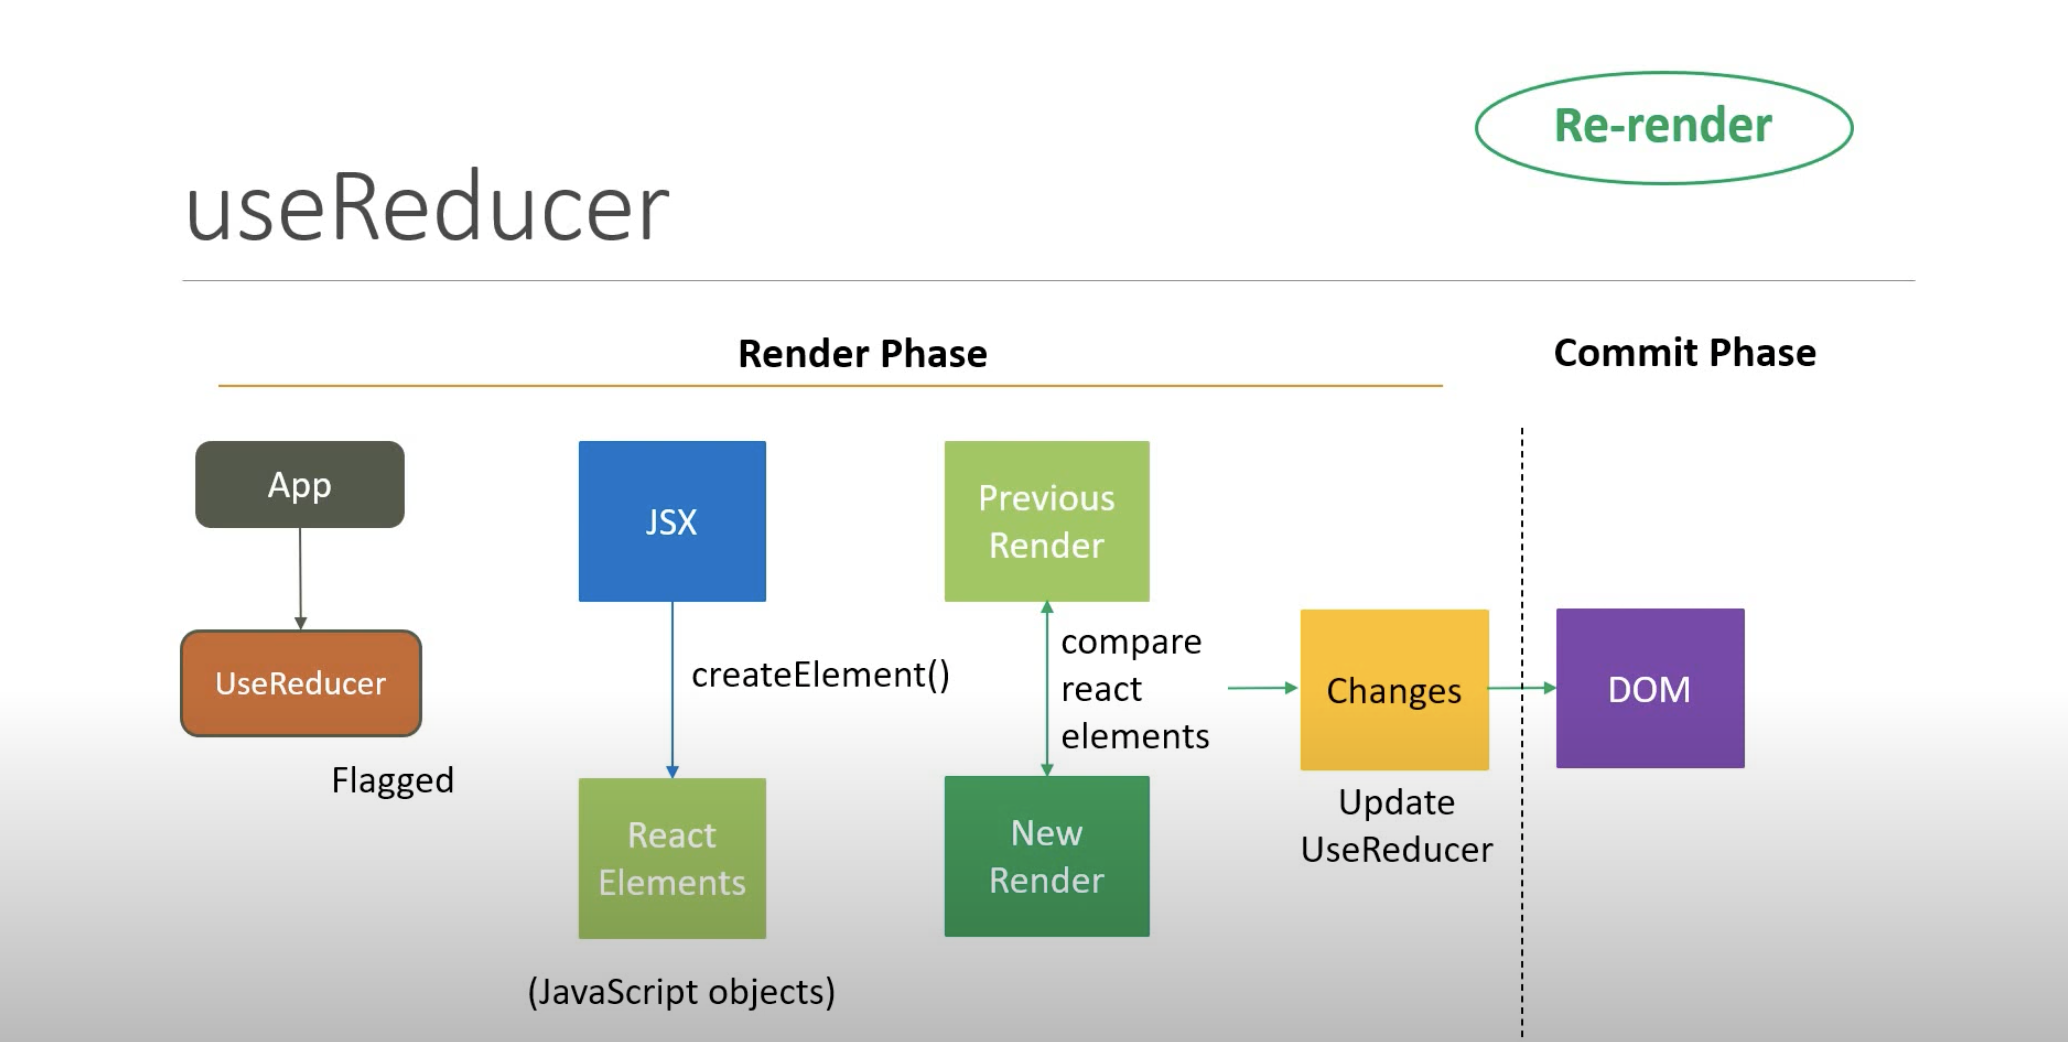 Re-render
useReducer
Render Phase
Commit Phase
App
UseReducer
Flagged
JSX
createElement()
React
Elements
(JavaScript objects)
Previous
Render
compare
react
elements
New
Render
Changes
Update
UseReducer
DOM